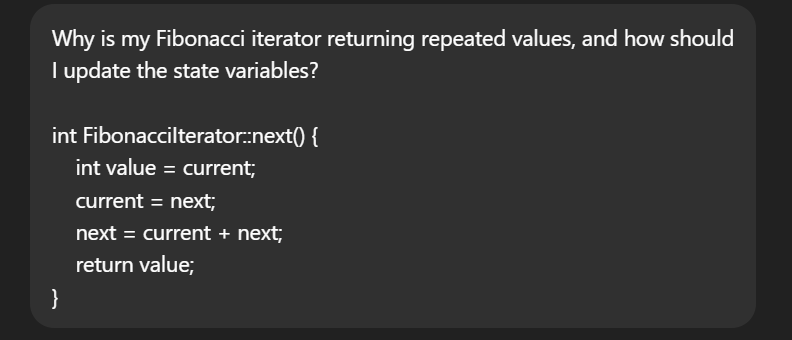 Why is my Fibonacci iterator returning repeated values, and how should
I update the state variables?
int FibonacciIterator::next() {
int value = current;
current = next;
next = current + next;
return value;
}